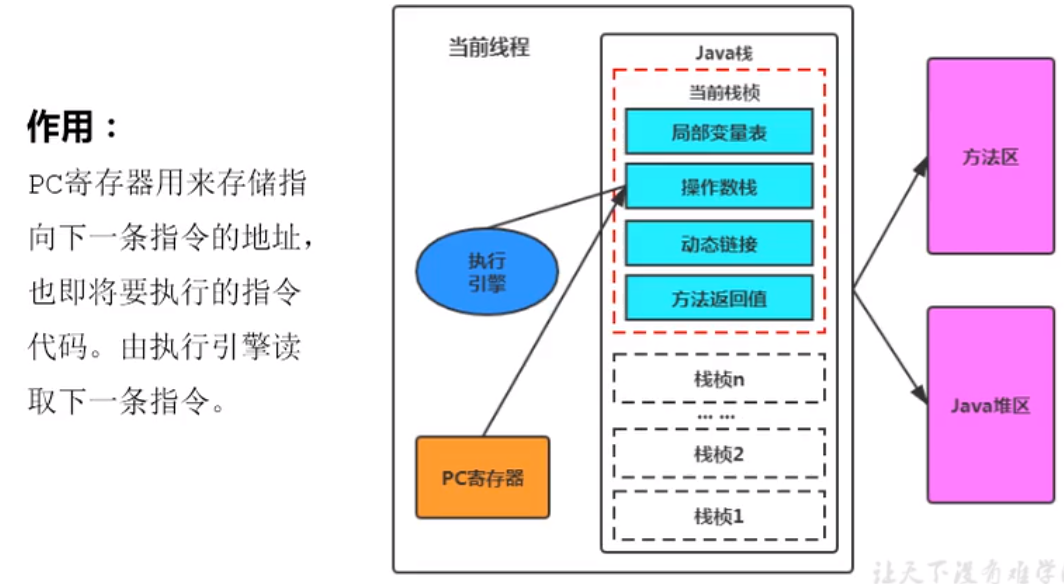 作用：
PC寄存器用来存储指
向下一条指令的地址，
也即将要执行的指令
代码。由执行引擎读
取下一条指令。
当前线程
Java栈
当前栈桢
局部变量表
操作数栈
动态链接
方法返回值
执行
引擎
栈桢n
... ...
栈桢2
栈桢1
PC寄存器
方法区
Java堆区
让天下没有难学